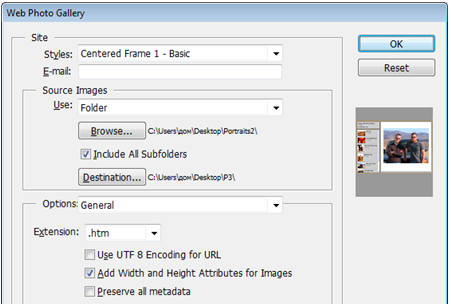 Web Photo Gallery
Site
Styles: Centered Frame 1 - Basic
E-mail:
OK
Reset
Source Images
Use: Folder
Browse... C:\Users\дон\Desktop\Portraits2\
Include All Subfolders
Destination... C:\Users\дон\Desktop\P3\
Options: General
Extension: .htm
Use UTF 8 Encoding for URL
Add Width and Height Attributes for Images
Preserve all metadata